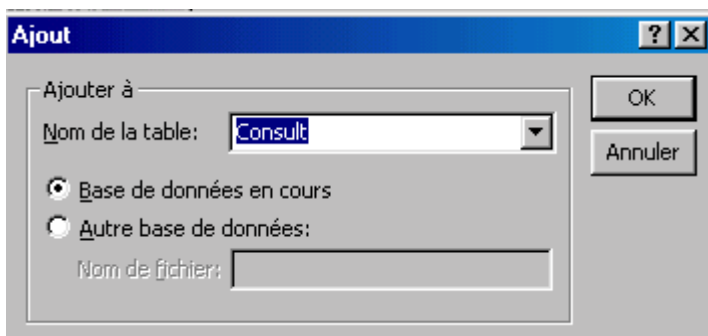 Ajout
Ajouter à
Nom de la table: Consult
OK
Annuler
Base de données en cours
Autre base de données:
Nom de fichier: